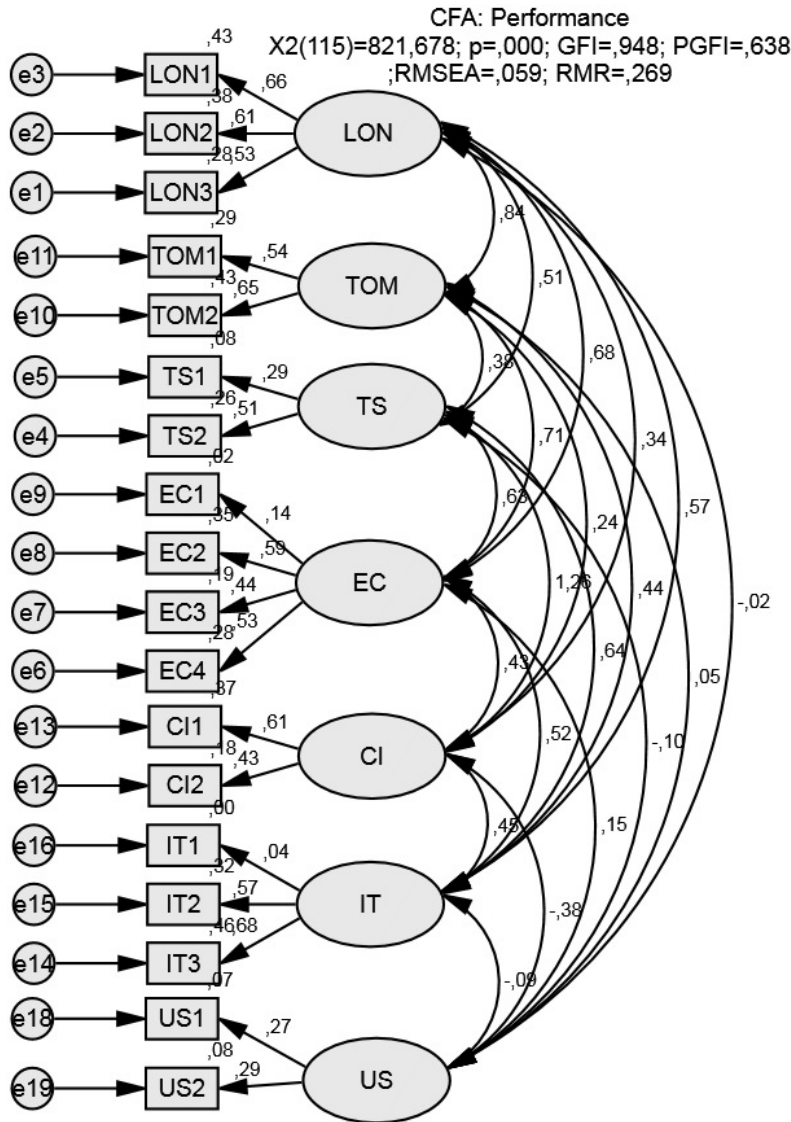 CFA: Performance
X2(115)=821,678; p=,000; GFI=,948; PGFI=,638
;RMSEA=,059; RMR=,269
,43
e3 LON1 ,66
,38
e2 LON2 ,61 LON
,28 ,53
e1 LON3
,84
,29
e11 TOM1 ,54
,43
e10 TOM2 ,65 TOM
,51
,08
,38 ,68
e5 TS1 ,29
,26
e4 TS2 ,51 TS
,71 ,34
,02
e9 EC1 ,14
,63 ,24 ,57
,35
e8 EC2 ,59 EC
,19
1,26 ,44 -,02
e7 EC3 ,44
,28 ,53
e6 EC4
,43 ,64 ,05
,37
e13 CI1 ,61
,52 -,10
,18
e12 CI2 ,43 CI
,00
e16 IT1 ,04
,45 ,15
,32
e15 IT2 ,57 IT
,46 ,68
-,38
e14 IT3
,07
-,09
e18 US1 ,27
,08
e19 US2 ,29 US